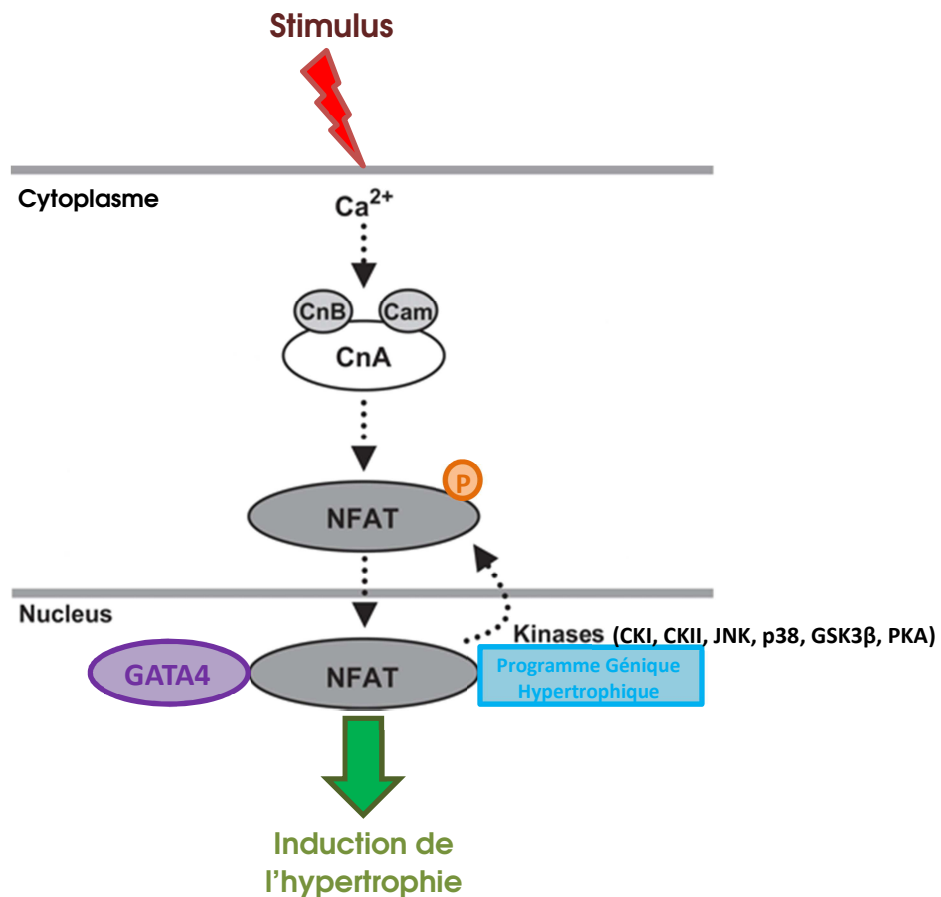 Stimulus
Cytoplasme
Ca2+
CnB Cam
CnA
P
NFAT
Nucleus
Kinases (CKI, CKII, JNK, p38, GSK3β, PKA)
GATA4
NFAT
Programme Génique
Hypertrophique
Induction de
l'hypertrophie